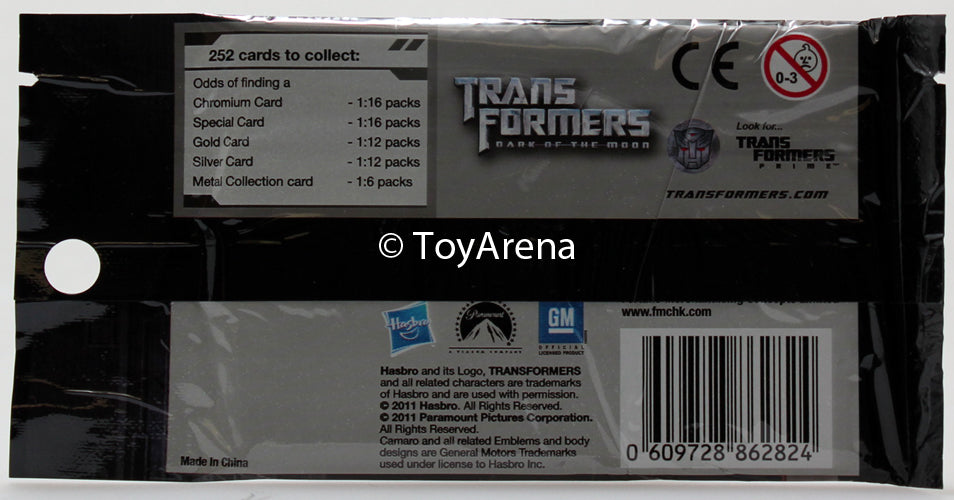 252 cards to collect:
Odds of finding a
Chromium Card - 1:16 packs
Special Card - 1:16 packs
Gold Card - 1:12 packs
Silver Card - 1:12 packs
Metal Collection card - 1:6 packs
TRANS
FORMERS
DARK OF THE MOON
CE
0-3
Look for...
TRANS
FORMERS
PRIME™
TRANSFORMERS.COM
© ToyArena
www.fmchk.com
Hasbro
Paramount
A VIACOM COMPANY
GM
OFFICIAL
LICENSED PRODUCT
Hasbro and its Logo, TRANSFORMERS
and all related characters are trademarks
of Hasbro and are used with permission.
© 2011 Hasbro. All Rights Reserved.
© 2011 Paramount Pictures Corporation.
All Rights Reserved.
Camaro and all related Emblems and body
designs are General Motors Trademarks
used under license to Hasbro Inc.
Made In China
0 609728 862824